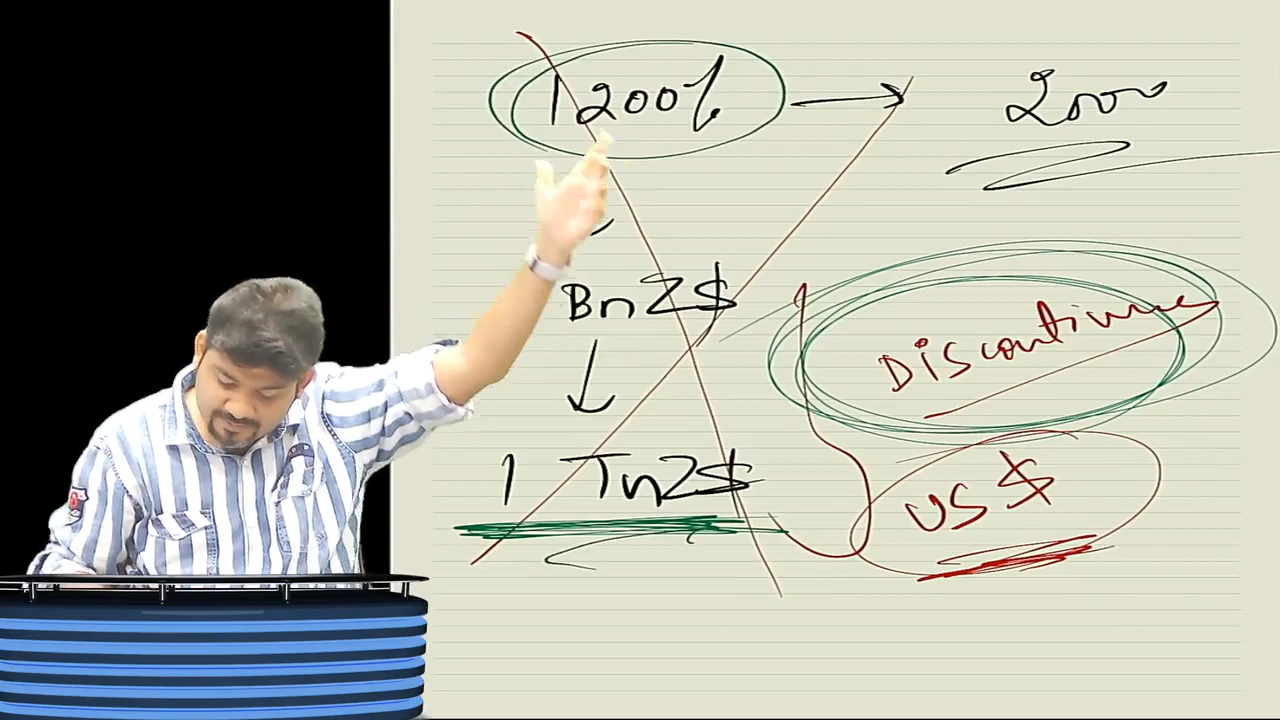 1200% → 2000
Bn Z$
Discontinue
↓
1 Tn Z$
US $